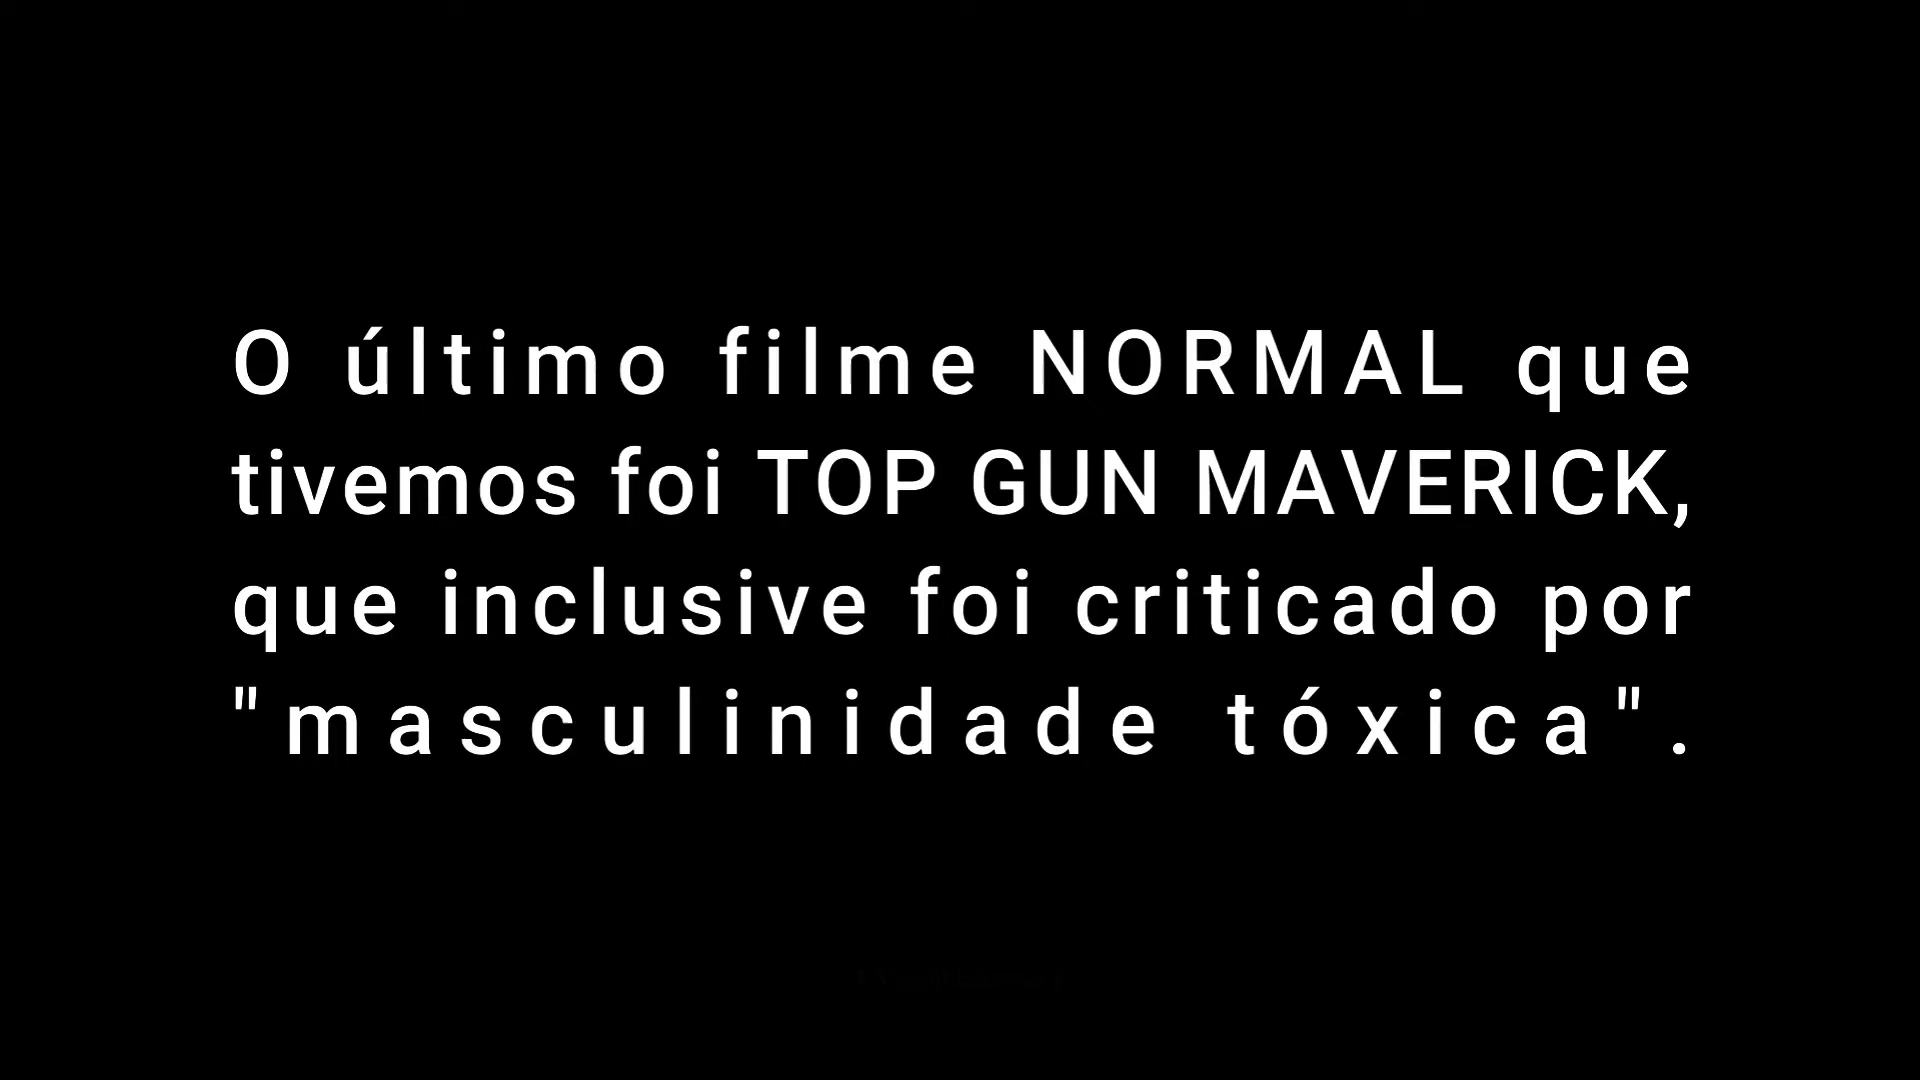 O último filme NORMAL que
tivemos foi TOP GUN MAVERICK,
que inclusive foi criticado por
"masculinidade tóxica".